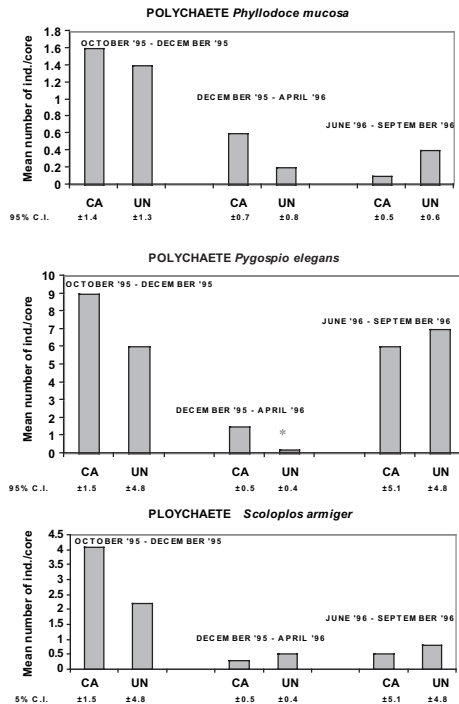 POLYCHAETE Phyllodoce mucosa
Mean number of ind./core
1.8
1.6
1.4
1.2
1
0.8
0.6
0.4
0.2
0
OCTOBER '95 - DECEMBER '95
DECEMBER '95 - APRIL '96
JUNE '96 - SEPTEMBER '96
CA UN CA UN CA UN
95% C.I. ±1.4 ±1.3 ±0.7 ±0.8 ±0.5 ±0.6
POLYCHAETE Pygospio elegans
Mean number of ind./core
10
9
8
7
6
5
4
3
2
1
0
OCTOBER '95 - DECEMBER '95
JUNE '96 - SEPTEMBER '96
DECEMBER '95 - APRIL '96
*
CA UN CA UN CA UN
95% C.I. ±1.5 ±4.8 ±0.5 ±0.4 ±5.1 ±4.8
PLOYCHAETE Scoloplos armiger
Mean number of ind./core
4.5
4
3.5
3
2.5
2
1.5
1
0.5
0
OCTOBER '95 - DECEMBER '95
JUNE '96 - SEPTEMBER '96
DECEMBER '95 - APRIL '96
CA UN CA UN CA UN
5% C.I. ±1.5 ±4.8 ±0.5 ±0.4 ±5.1 ±4.8